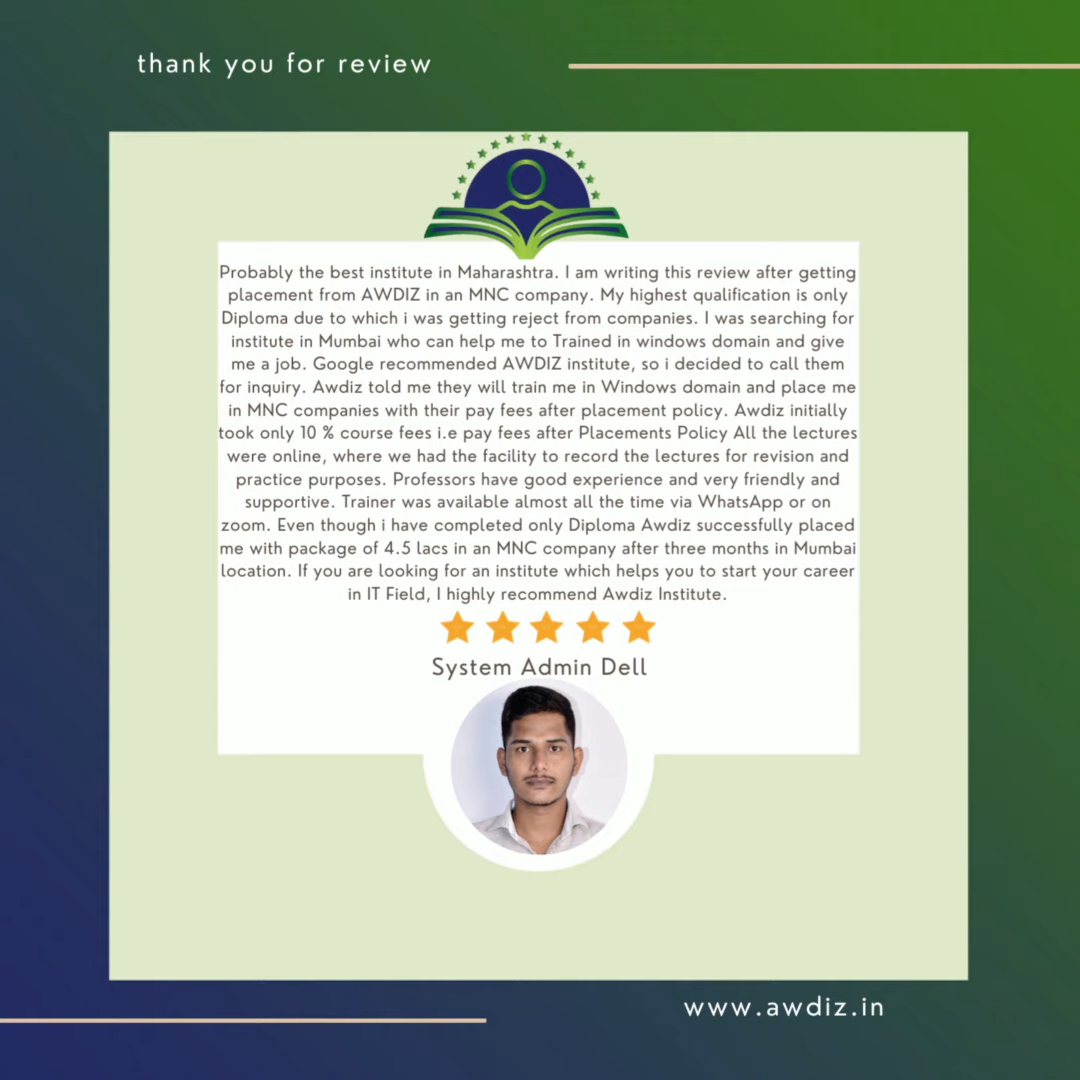 thank you for review
Probably the best institute in Maharashtra. I am writing this review after getting
placement from AWDIZ in an MNC company. My highest qualification is only
Diploma due to which i was getting reject from companies. I was searching for
institute in Mumbai who can help me to Trained in windows domain and give
me a job. Google recommended AWDIZ institute, so i decided to call them
for inquiry. Awdiz told me they will train me in Windows domain and place me
in MNC companies with their pay fees after placement policy. Awdiz initially
took only 10 % course fees i.e pay fees after Placements Policy All the lectures
were online, where we had the facility to record the lectures for revision and
practice purposes. Professors have good experience and very friendly and
supportive. Trainer was available almost all the time via WhatsApp or on
zoom. Even though i have completed only Diploma Awdiz successfully placed
me with package of 4.5 lacs in an MNC company after three months in Mumbai
location. If you are looking for an institute which helps you to start your career
in IT Field, I highly recommend Awdiz Institute.
System Admin Dell
www.awdiz.in